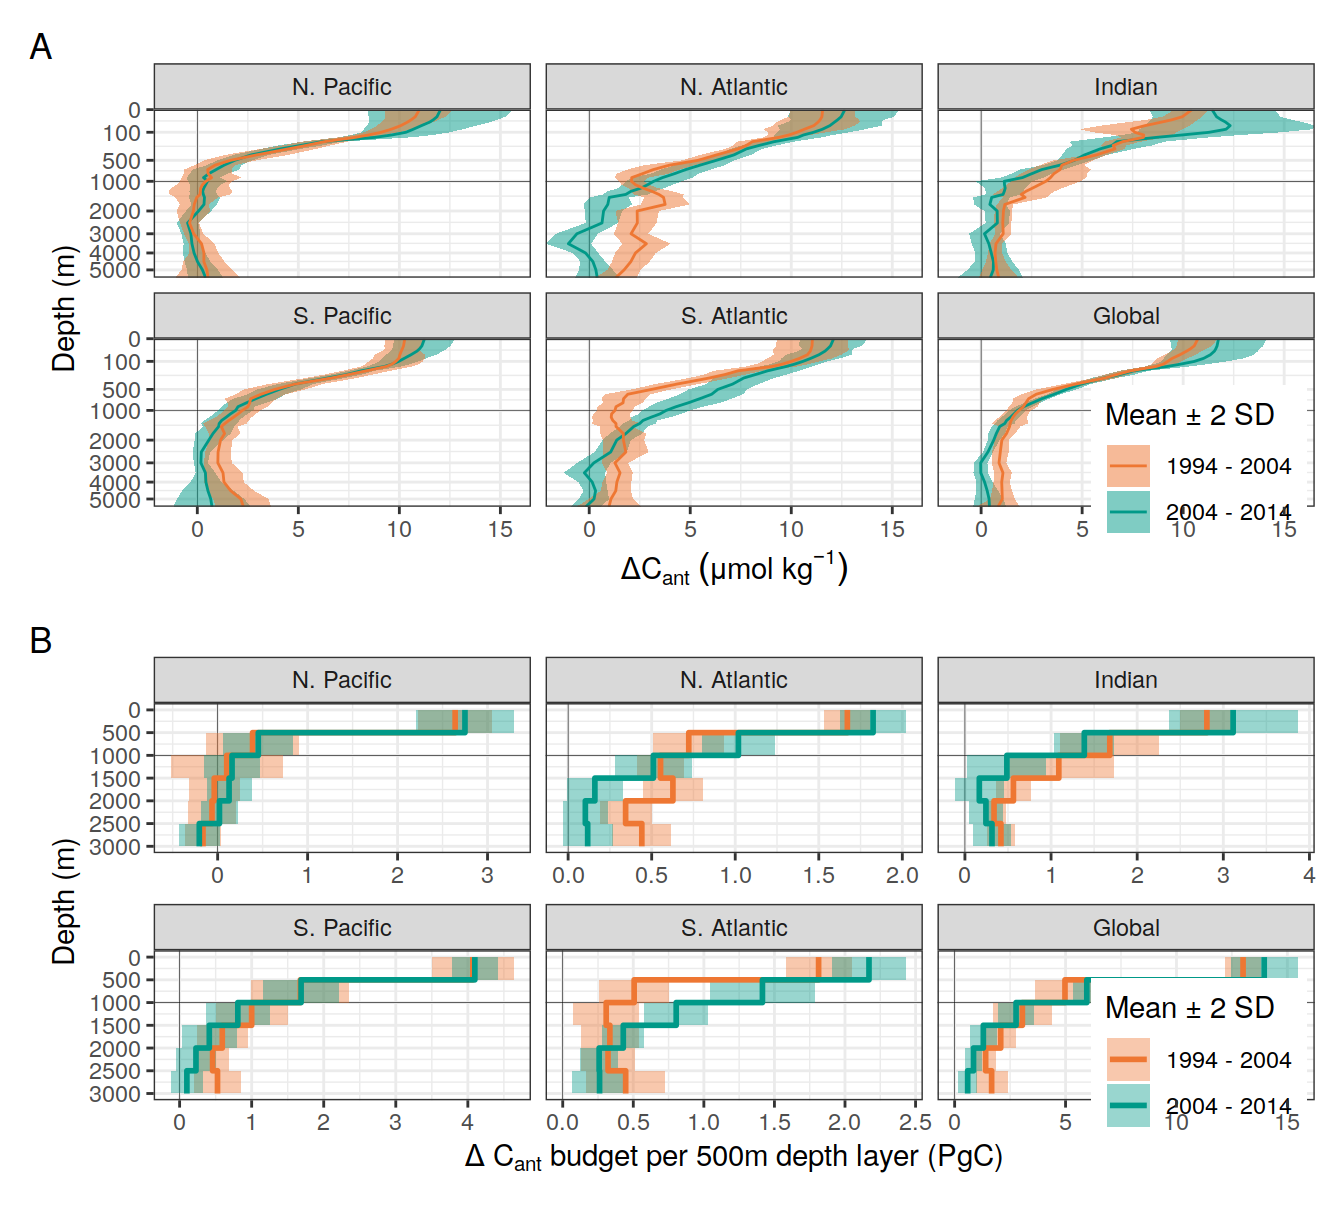 A
N. Pacific
N. Atlantic
Indian
0
100
500
1000
2000
3000
4000
5000
S. Pacific
S. Atlantic
Global
0
100
500
1000
2000
3000
4000
5000
Depth (m)
0 5 10 15
0 5 10 15
0 5 10 15
Mean ± 2 SD
1994 - 2004
2004 - 2014
ΔCant (μmol kg−1)
B
N. Pacific
N. Atlantic
Indian
0
500
1000
1500
2000
2500
3000
0 1 2 3
0.0 0.5 1.0 1.5 2.0
0 1 2 3 4
S. Pacific
S. Atlantic
Global
0
500
1000
1500
2000
2500
3000
Depth (m)
0 1 2 3 4
0.0 0.5 1.0 1.5 2.0 2.5
0 5 10 15
Mean ± 2 SD
1994 - 2004
2004 - 2014
Δ Cant budget per 500m depth layer (PgC)